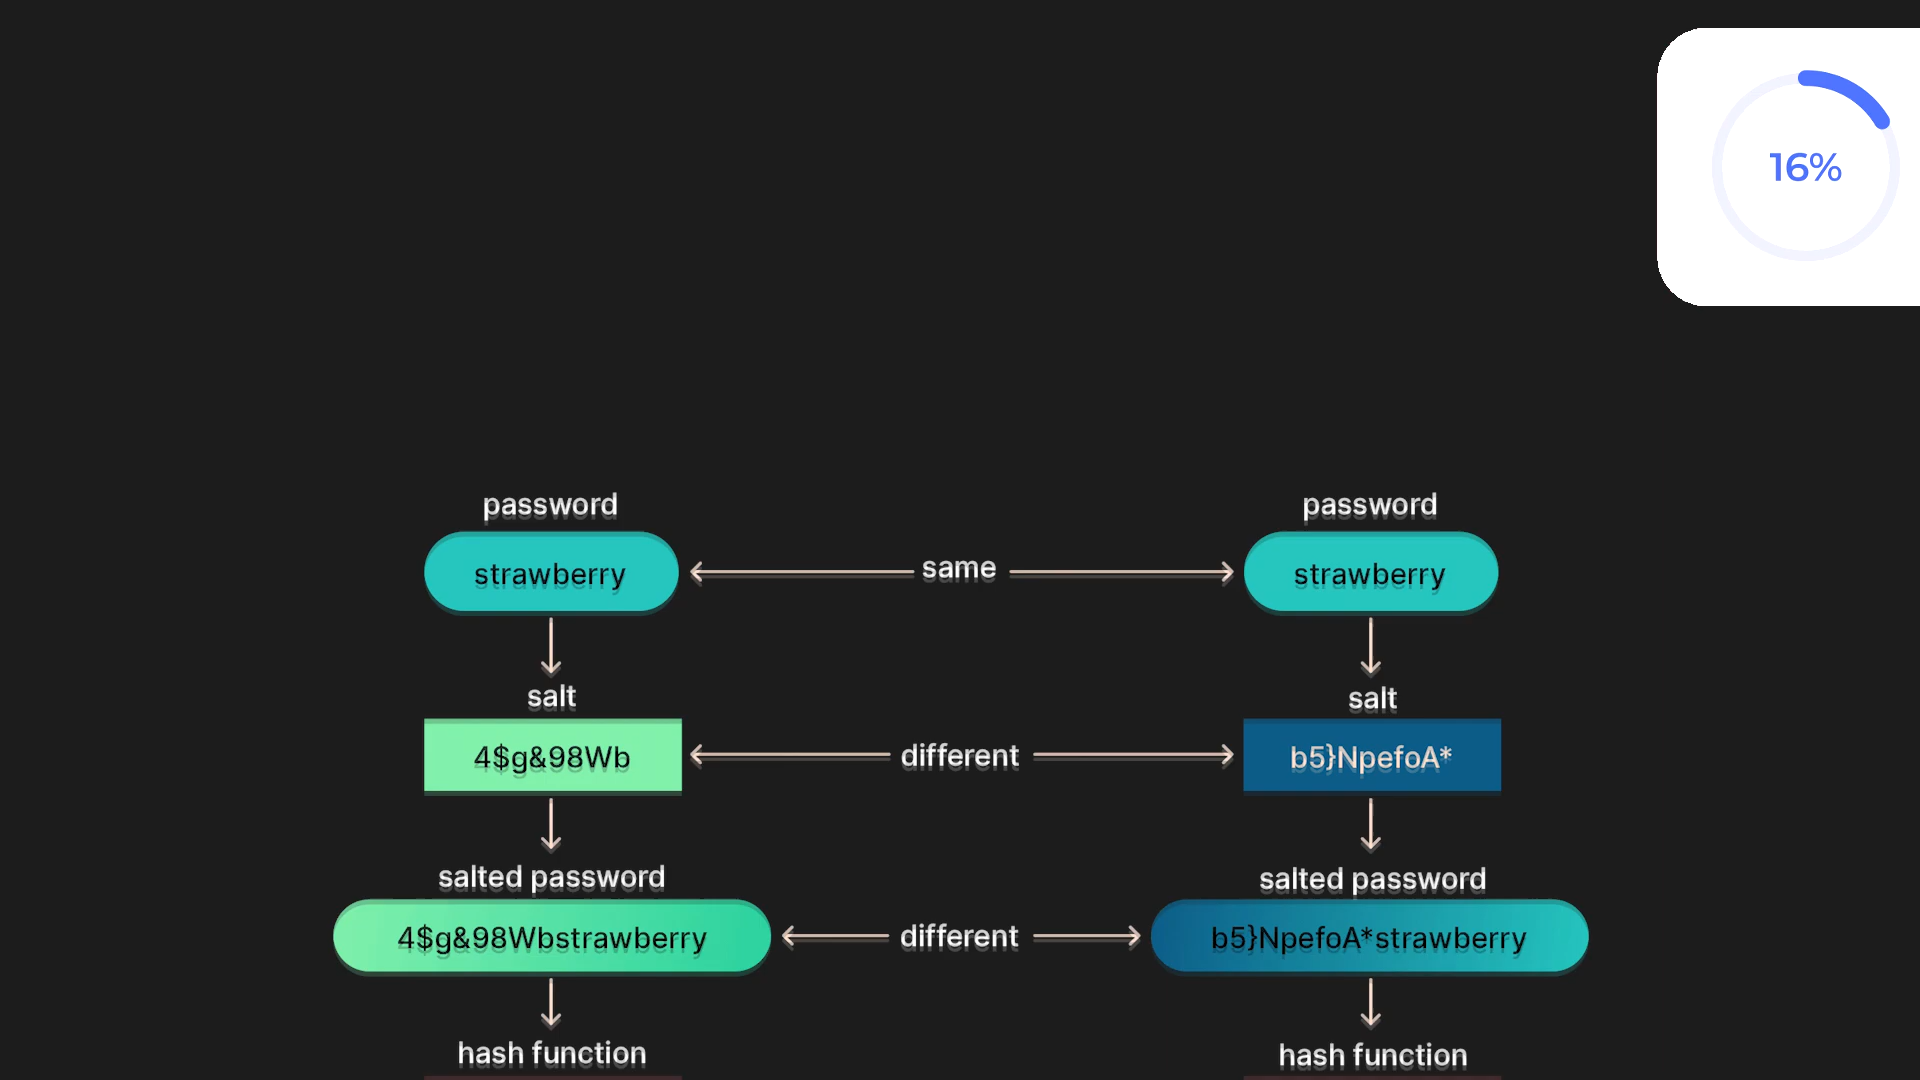 16%
password password
strawberry same strawberry
salt salt
4$g&98Wb different b5}NpefoA*
salted password salted password
4$g&98Wbstrawberry different b5}NpefoA*strawberry
hash function hash function